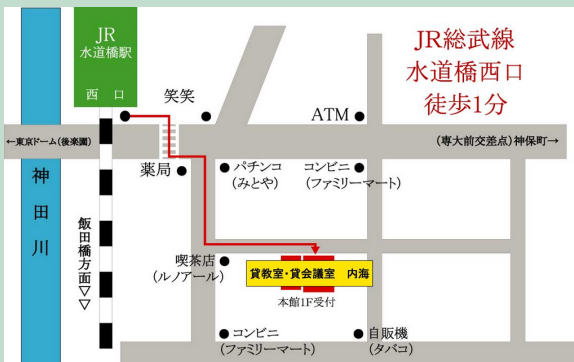 JR
水道橋駅
西 口
JR総武線
水道橋西口
徒歩1分
笑笑
ATM
←東京ドーム(後楽園)
(専大前交差点)神保町→
薬局
パチンコ
(みとや)
コンビニ
(ファミリーマート)
神田川
飯田橋方面▽▽
喫茶店
(ルノアール)
貸教室・貸会議室 内海
本館1F受付
コンビニ
(ファミリーマート)
自販機
(タバコ)